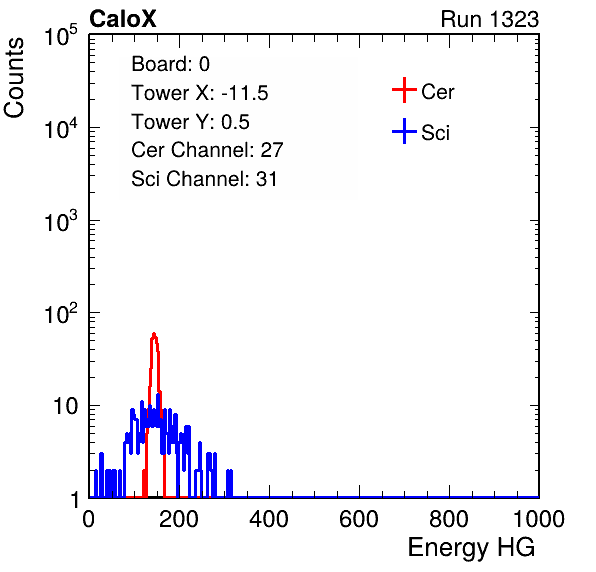 CaloX Run 1323
Counts
10^5
10^4
10^3
10^2
10
1
Board: 0
Tower X: -11.5
Tower Y: 0.5
Cer Channel: 27
Sci Channel: 31
Cer
Sci
0 200 400 600 800 1000
Energy HG